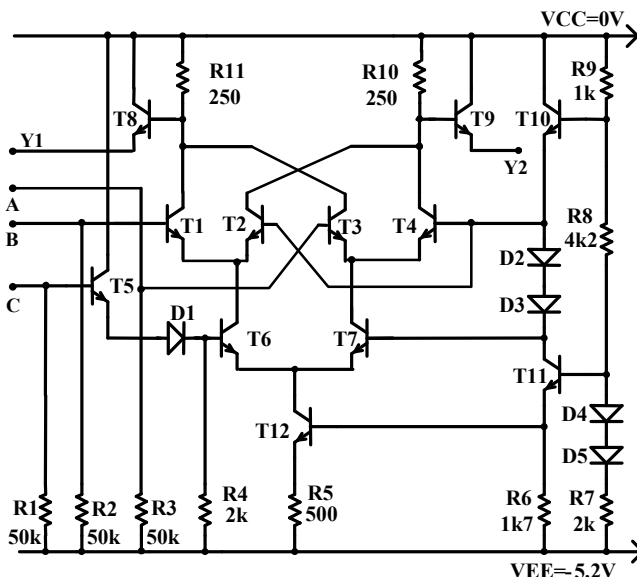 VCC=0V
R11
250
R10
250
R9
1k
T8
T9
T10
Y1
Y2
A
B
C
T1
T2
T3
T4
R8
4k2
D2
D3
T5
D1
T6
T7
T11
D4
D5
T12
R1
50k
R2
50k
R3
50k
R4
2k
R5
500
R6
1k7
R7
2k
VEE=-5,2V